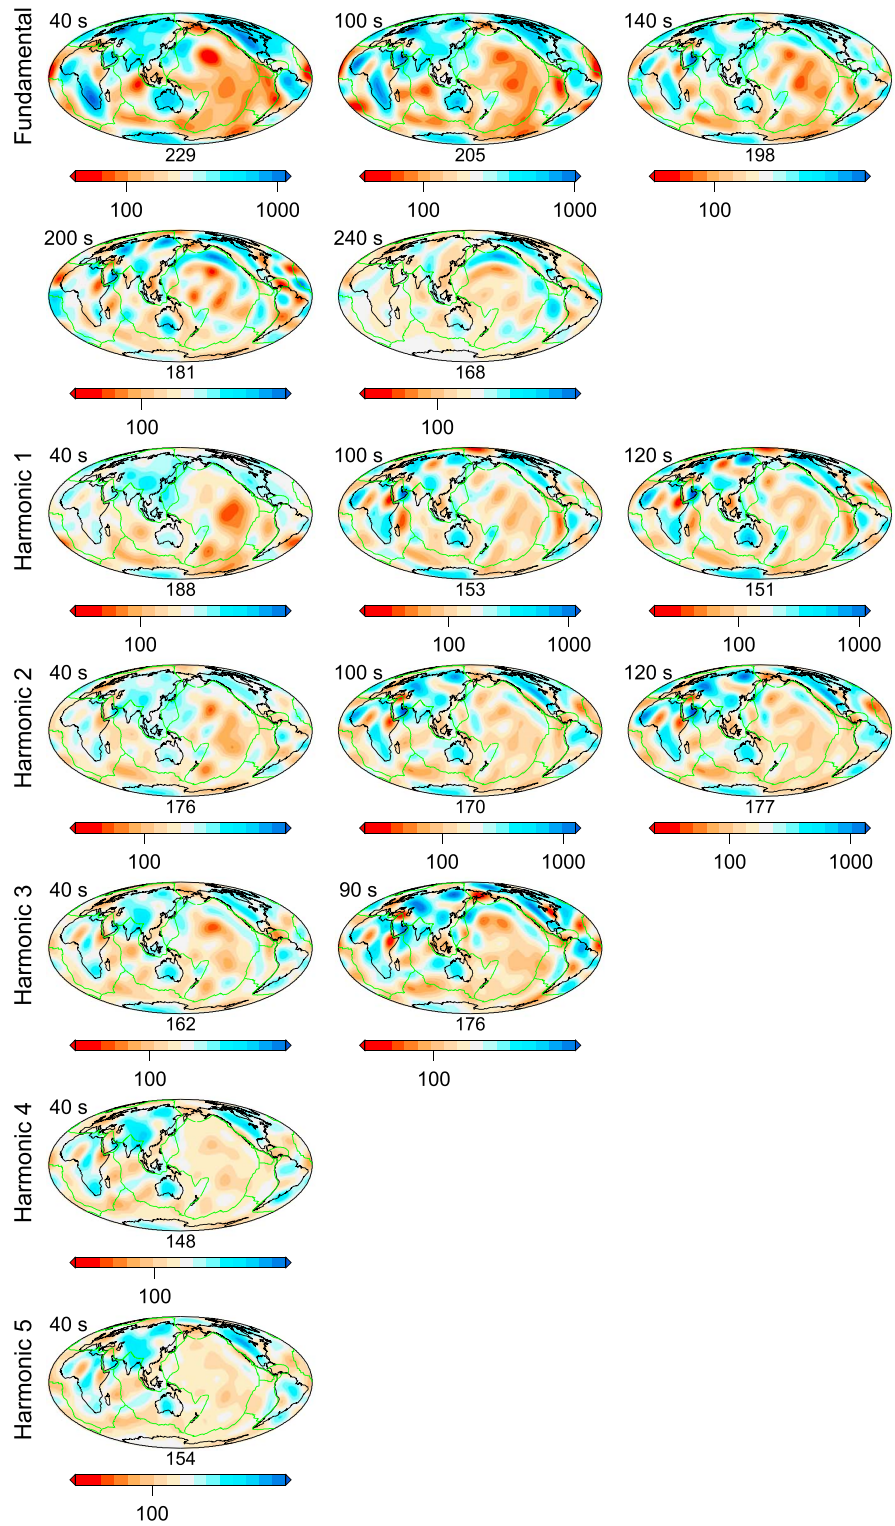 Fundamental
40 s
100 s
140 s
229
205
198
100
1000
100
1000
100
200 s
240 s
181
168
100
100
Harmonic 1
40 s
100 s
120 s
188
153
151
100
100
1000
100
1000
Harmonic 2
40 s
100 s
120 s
176
170
177
100
100
1000
100
1000
Harmonic 3
40 s
90 s
162
176
100
100
Harmonic 4
40 s
148
100
Harmonic 5
40 s
154
100